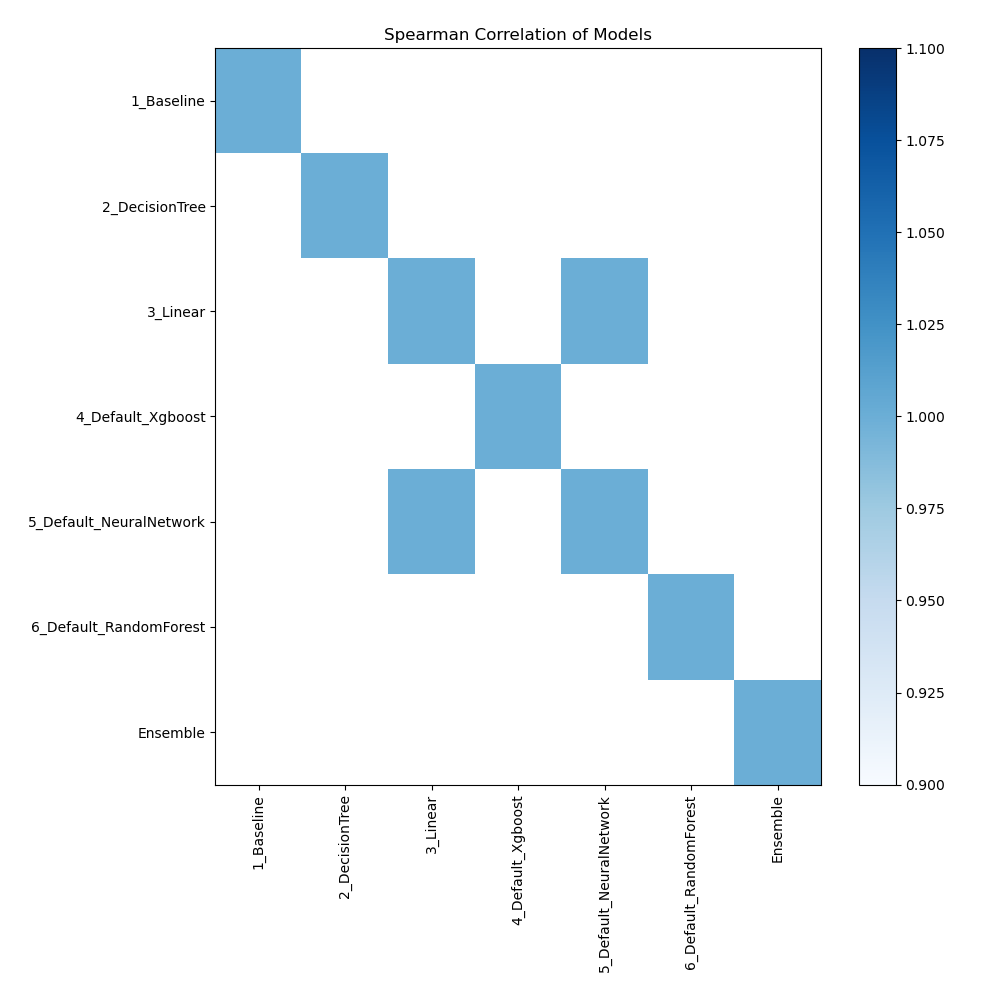 Spearman Correlation of Models
1_Baseline
2_DecisionTree
3_Linear
4_Default_Xgboost
5_Default_NeuralNetwork
6_Default_RandomForest
Ensemble
1_Baseline
2_DecisionTree
3_Linear
4_Default_Xgboost
5_Default_NeuralNetwork
6_Default_RandomForest
Ensemble
1.100
1.075
1.050
1.025
1.000
0.975
0.950
0.925
0.900